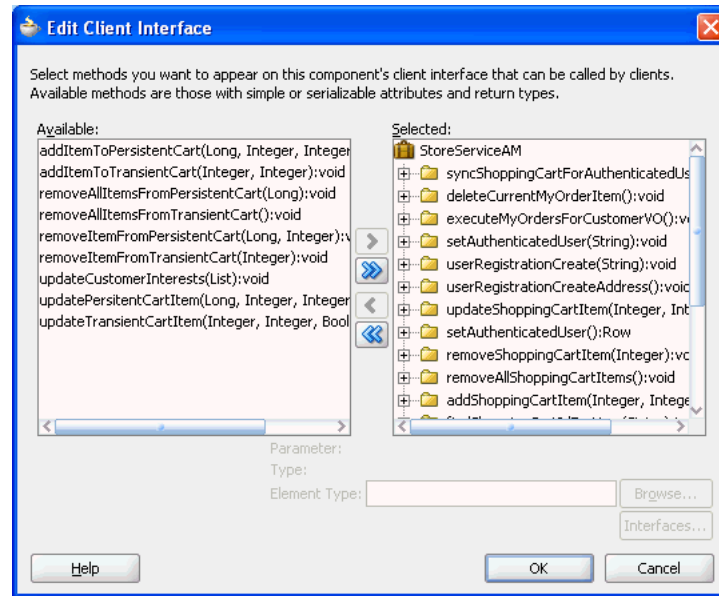 Edit Client Interface
Select methods you want to appear on this component's client interface that can be called by clients.
Available methods are those with simple or serializable attributes and return types.
Available:
addItemToPersistentCart(Long, Integer, Integer
addItemToTransientCart(Integer, Integer):void
removeAllItemsFromPersistentCart(Long):void
removeAllItemsFromTransientCart():void
removeItemFromPersistentCart(Long, Integer):v
removeItemFromTransientCart(Integer):void
updateCustomerInterests(List):void
updatePersitentCartItem(Long, Integer, Integer
updateTransientCartItem(Integer, Integer, Bool
Selected:
StoreServiceAM
syncShoppingCartForAuthenticatedUs
deleteCurrentMyOrderItem():void
executeMyOrdersForCustomerVO():v
setAuthenticatedUser(String):void
userRegistrationCreate(String):void
userRegistrationCreateAddress():voic
updateShoppingCartItem(Integer, Int
setAuthenticatedUser():Row
removeShoppingCartItem(Integer):vc
removeAllShoppingCartItems():void
addShoppingCartItem(Integer, Intege
Parameter:
Type:
Element Type:
Browse...
Interfaces...
Help
OK
Cancel